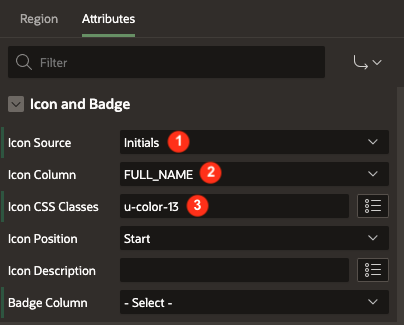 Region Attributes
Filter
Icon and Badge
Icon Source Initials 1
Icon Column FULL_NAME 2
Icon CSS Classes u-color-13 3
Icon Position Start
Icon Description
Badge Column - Select -